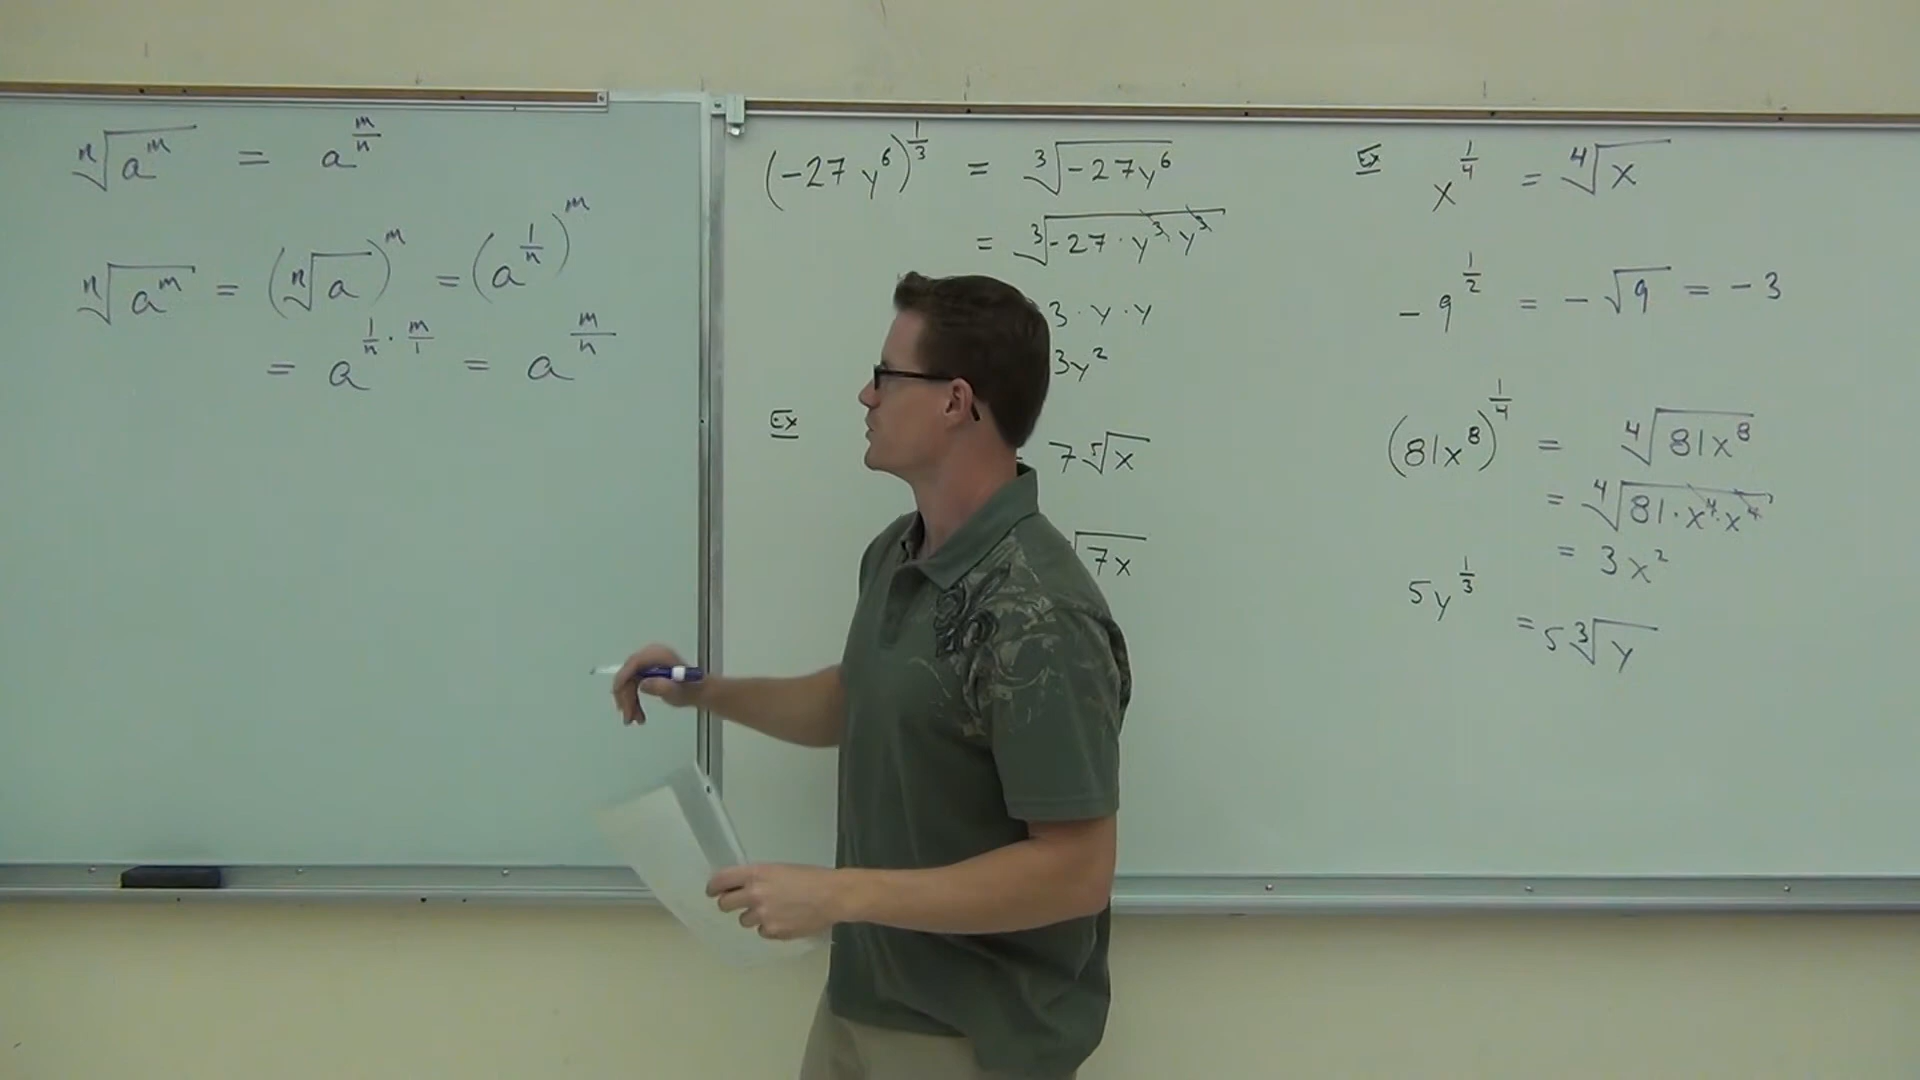 ⁿ√(a^m) = a^(m/n)
ⁿ√(a^m) = (ⁿ√a)^m = (a^(1/n))^m
= a^(1/n · m/1) = a^(m/n)
(-27y⁶)^(1/3) = ³√(-27y⁶)
= ³√(-27 · y³ · y³)
3 · y · y
3y²
Ex
7 ⁵√x
√(7x)
Ex x^(1/4) = ⁴√x
-9^(1/2) = -√9 = -3
(81x⁸)^(1/4) = ⁴√(81x⁸)
= ⁴√(81 · x⁴ · x⁴)
= 3x²
5y^(1/3)
= 5 ³√y